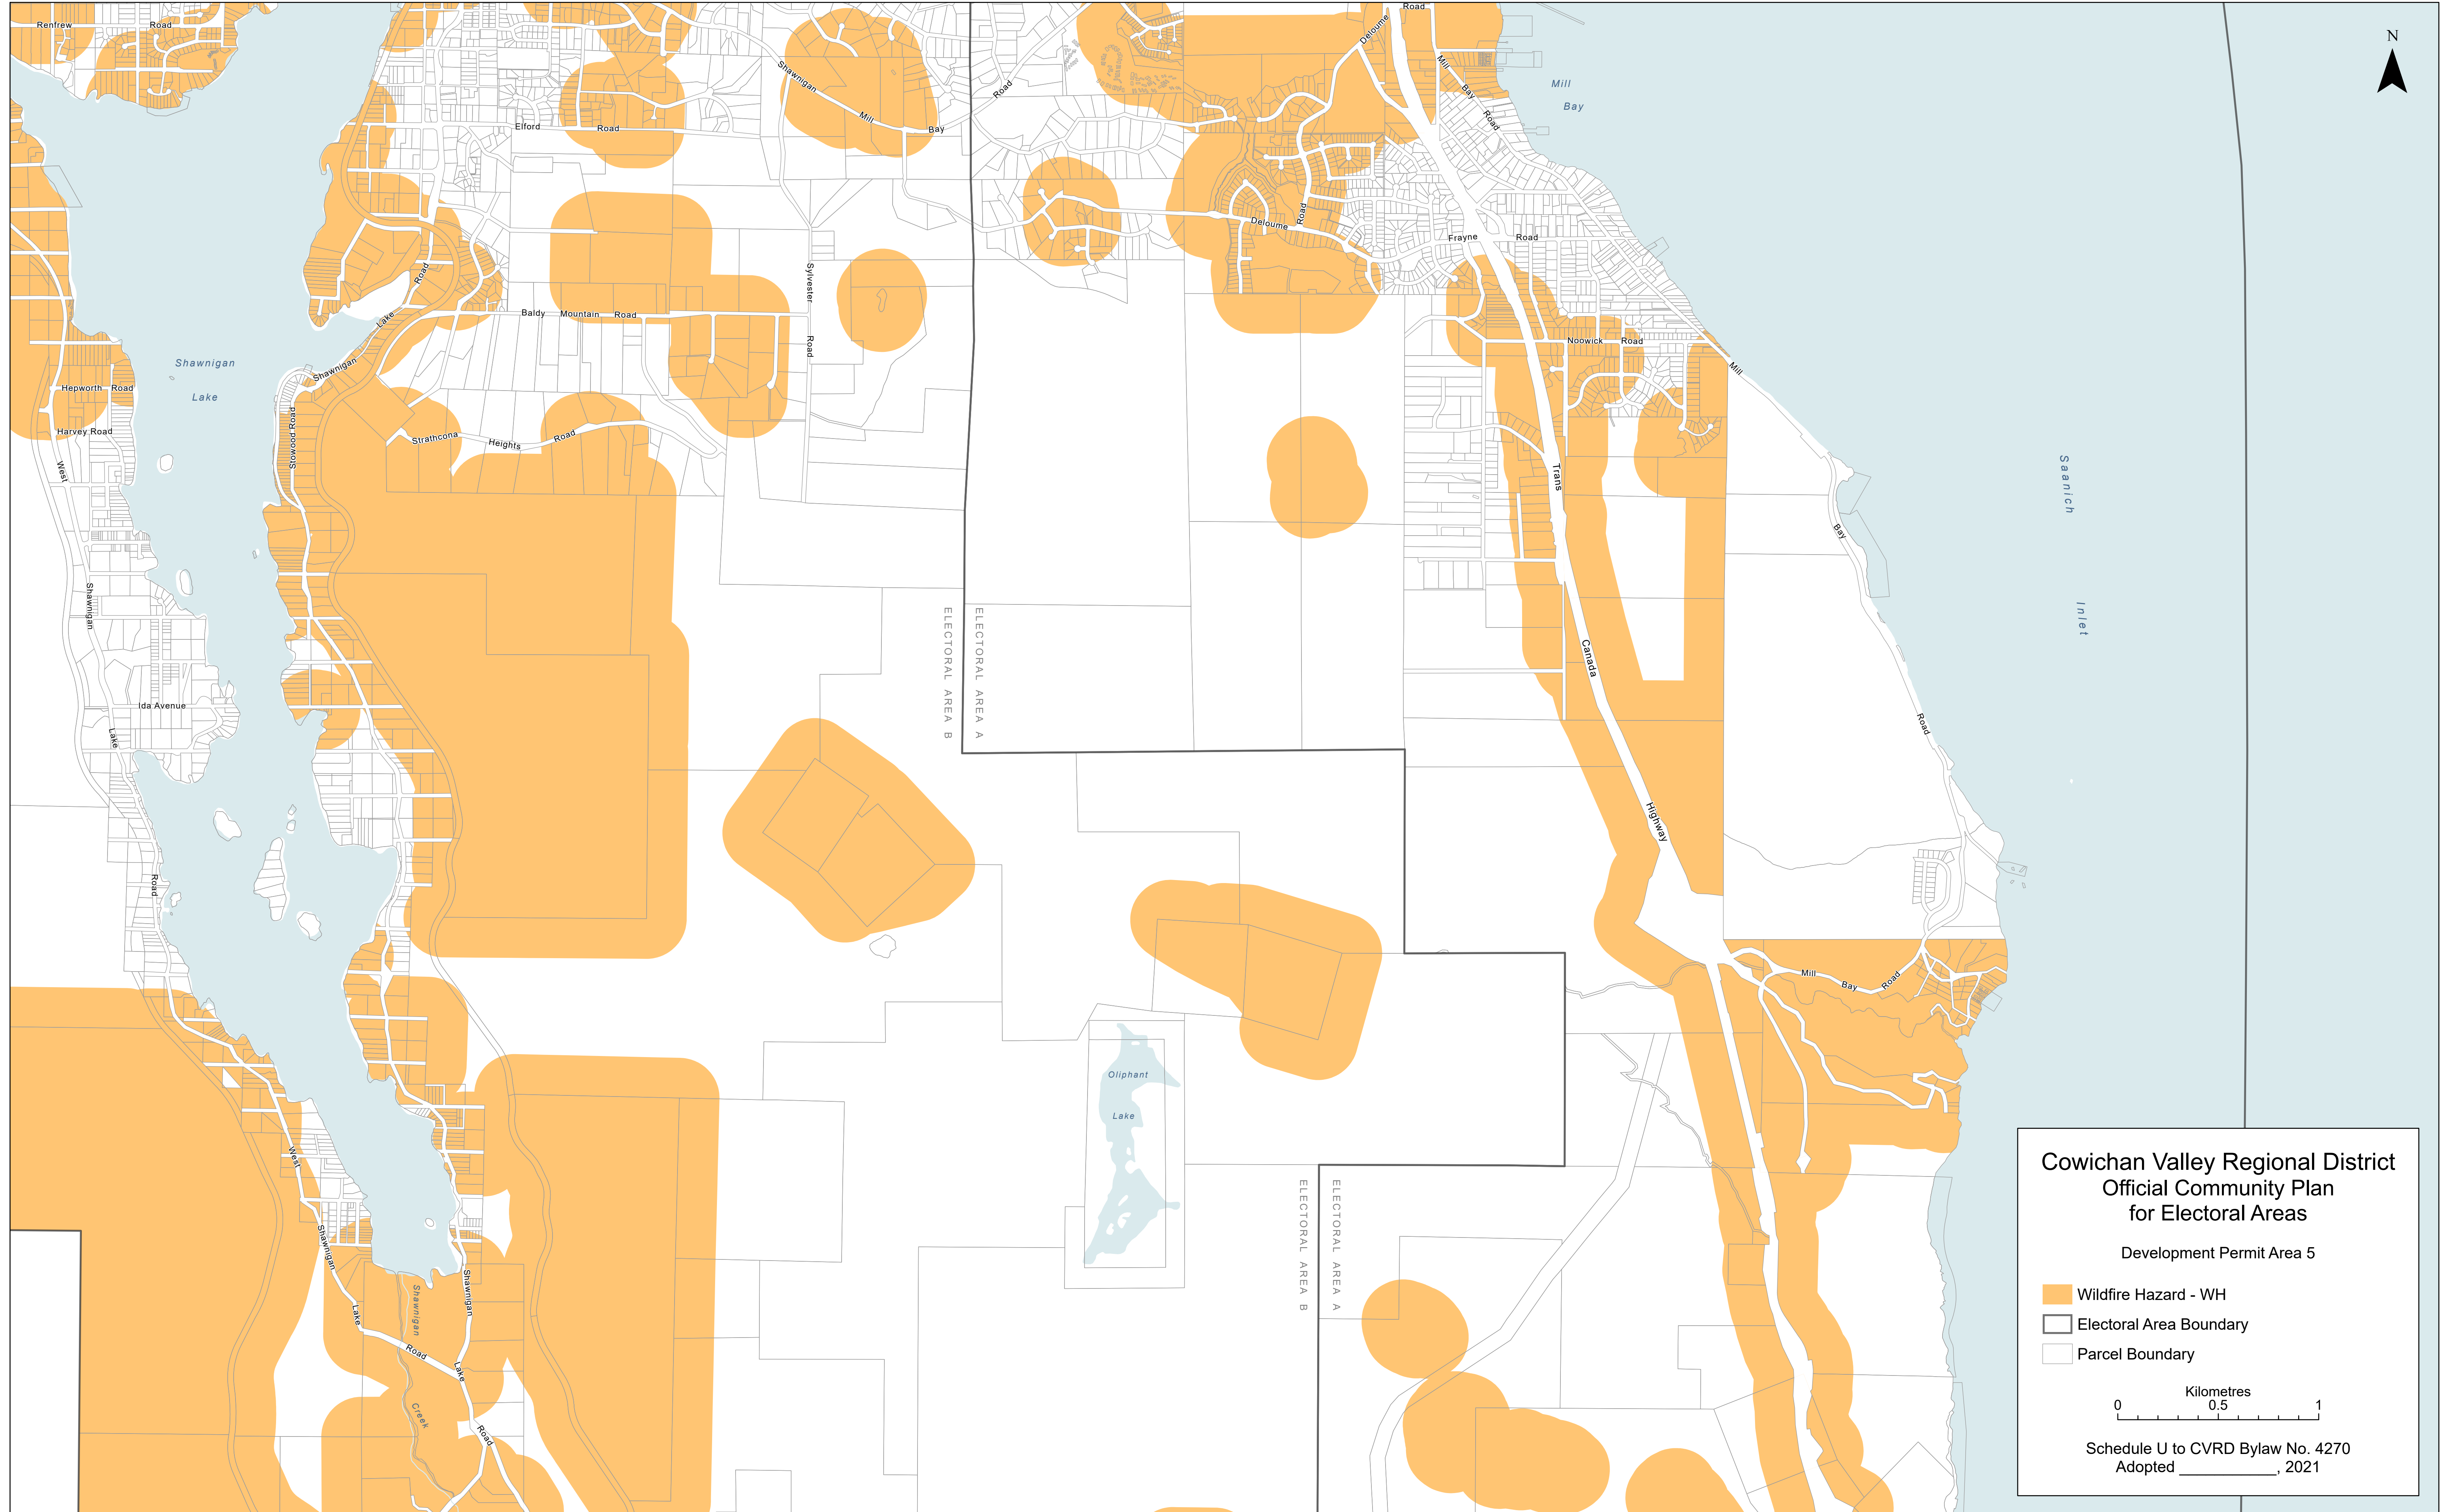 Renfrew Road
Road
Deloume
Mill
Bay
Road
Mill
Bay
N
Shawnigan
Mill
Bay
Road
Elford Road
Deloume
Road
Frayne Road
Road
Lake
Shawnigan
Baldy Mountain Road
Sylvester
Road
Noowick Road
Mill
Bay
Road
Shawnigan
Lake
Hepworth Road
Harvey Road
Stowood Road
Strathcona Heights Road
West
Shawnigan
Lake
Road
Ida Avenue
Trans
Canada
Highway
Saanich
Inlet
ELECTORAL AREA B
ELECTORAL AREA A
Mill
Bay
Road
Oliphant
Lake
West
Shawnigan
Lake
Road
Shawnigan
Creek
Shawnigan
Lake
Road
ELECTORAL AREA B
ELECTORAL AREA A
Cowichan Valley Regional District
Official Community Plan
for Electoral Areas
Development Permit Area 5
Wildfire Hazard - WH
Electoral Area Boundary
Parcel Boundary
Kilometres
0 0.5 1
Schedule U to CVRD Bylaw No. 4270
Adopted ____________, 2021